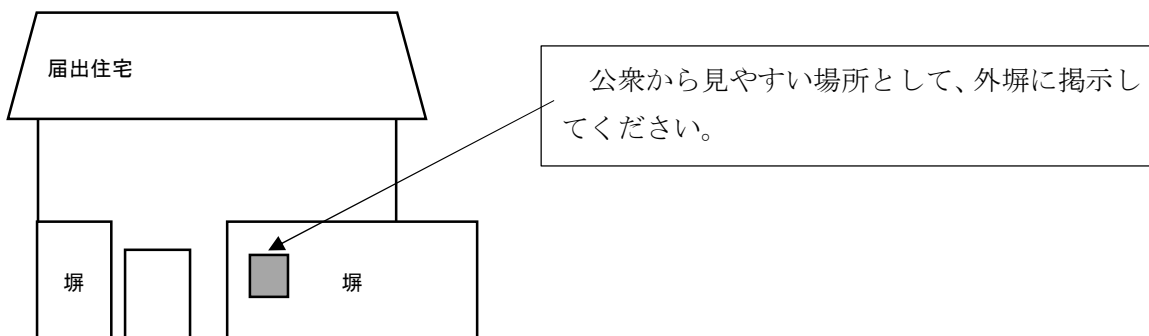 届出住宅
公衆から見やすい場所として、外塀に掲示し
てください。
塀
塀